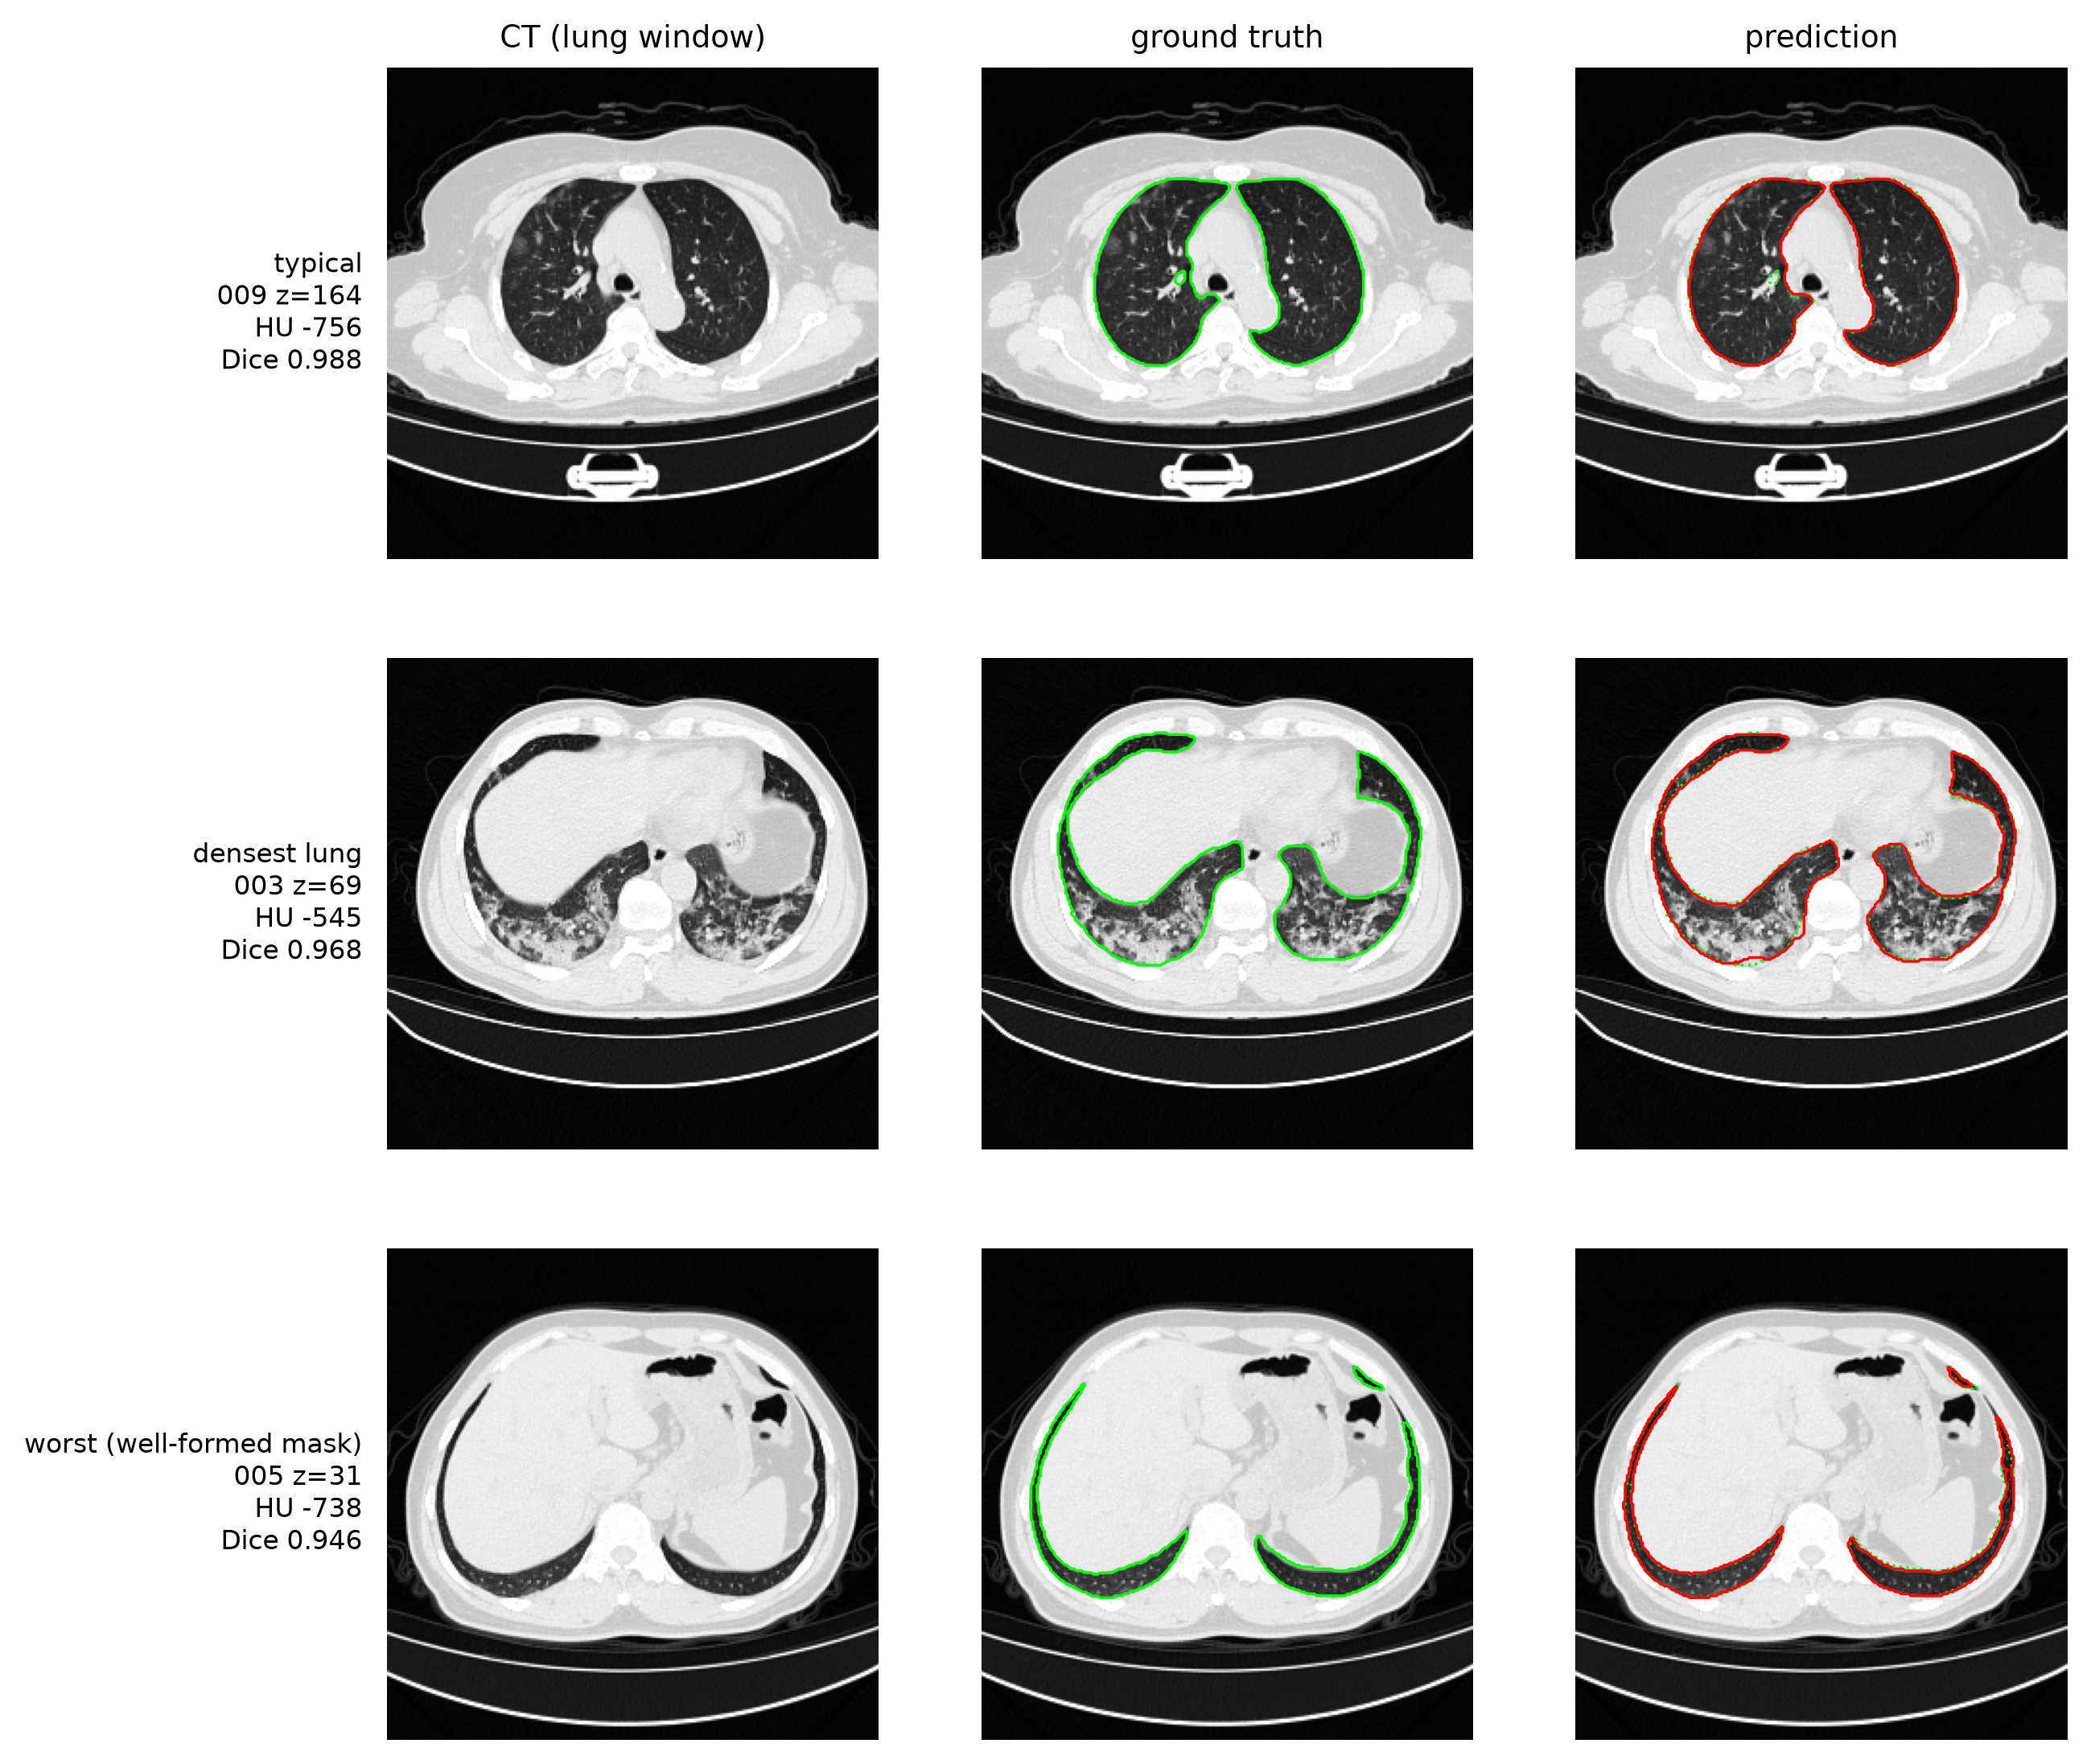 CT (lung window)
ground truth
prediction
typical
009 z=164
HU -756
Dice 0.988
densest lung
003 z=69
HU -545
Dice 0.968
worst (well-formed mask)
005 z=31
HU -738
Dice 0.946